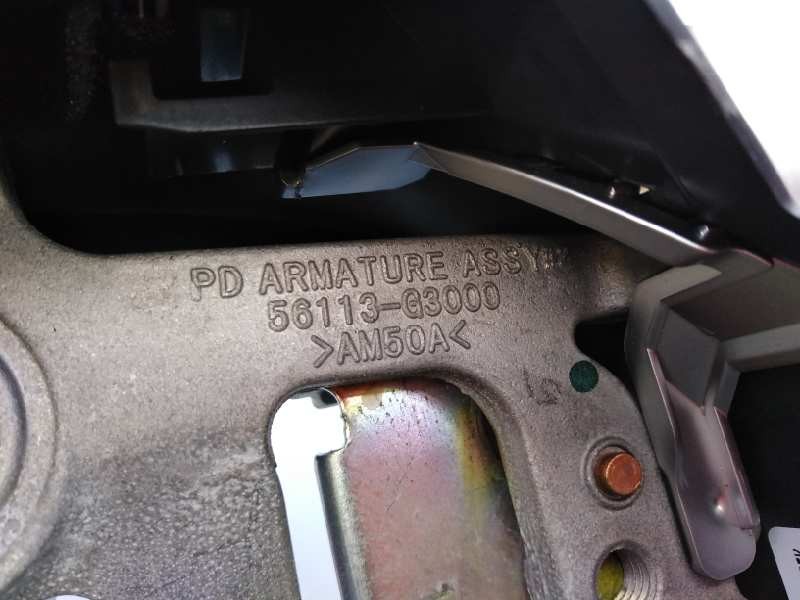 PD ARMATURE ASSY
56113-G3000
>AM50A<